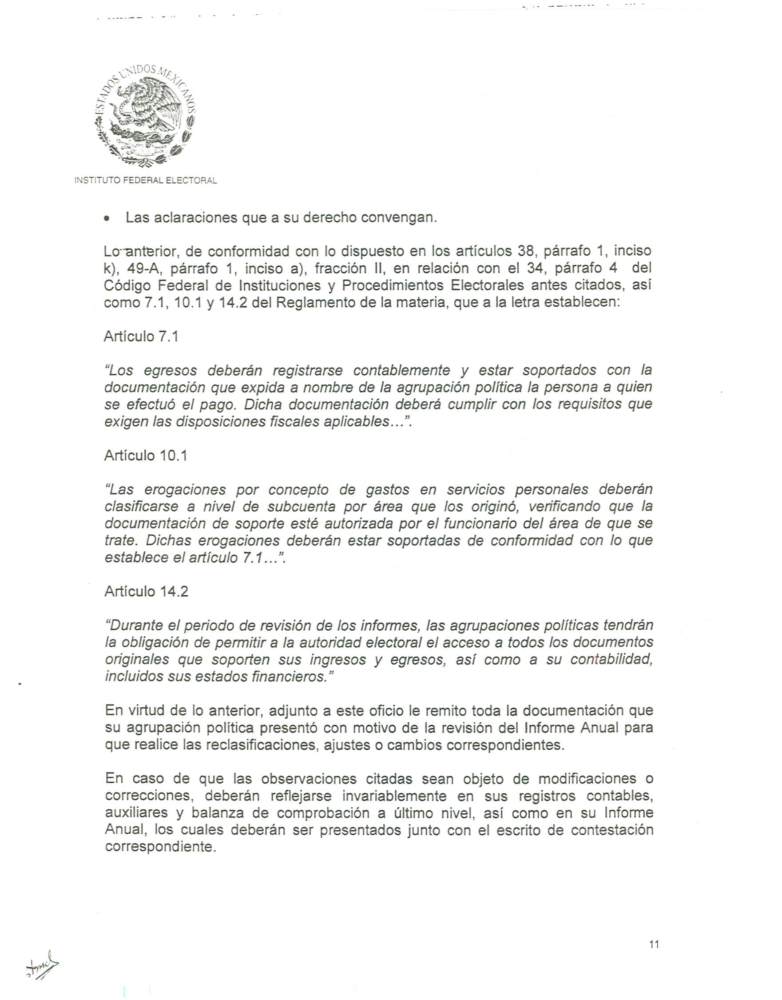 ESTADOS UNIDOS MEXICANOS
INSTITUTO FEDERAL ELECTORAL
• Las aclaraciones que a su derecho convengan.
Lo anterior, de conformidad con lo dispuesto en los artículos 38, párrafo 1, inciso
k), 49-A, párrafo 1, inciso a), fracción II, en relación con el 34, párrafo 4 del
Código Federal de Instituciones y Procedimientos Electorales antes citados, así
como 7.1, 10.1 y 14.2 del Reglamento de la materia, que a la letra establecen:
Artículo 7.1
“Los egresos deberán registrarse contablemente y estar soportados con la
documentación que expida a nombre de la agrupación política la persona a quien
se efectuó el pago. Dicha documentación deberá cumplir con los requisitos que
exigen las disposiciones fiscales aplicables...”.
Artículo 10.1
“Las erogaciones por concepto de gastos en servicios personales deberán
clasificarse a nivel de subcuenta por área que los originó, verificando que la
documentación de soporte esté autorizada por el funcionario del área de que se
trate. Dichas erogaciones deberán estar soportadas de conformidad con lo que
establece el artículo 7.1...”.
Artículo 14.2
“Durante el periodo de revisión de los informes, las agrupaciones políticas tendrán
la obligación de permitir a la autoridad electoral el acceso a todos los documentos
originales que soporten sus ingresos y egresos, así como a su contabilidad,
incluidos sus estados financieros.”
En virtud de lo anterior, adjunto a este oficio le remito toda la documentación que
su agrupación política presentó con motivo de la revisión del Informe Anual para
que realice las reclasificaciones, ajustes o cambios correspondientes.
En caso de que las observaciones citadas sean objeto de modificaciones o
correcciones, deberán reflejarse invariablemente en sus registros contables,
auxiliares y balanza de comprobación a último nivel, así como en su Informe
Anual, los cuales deberán ser presentados junto con el escrito de contestación
correspondiente.
11